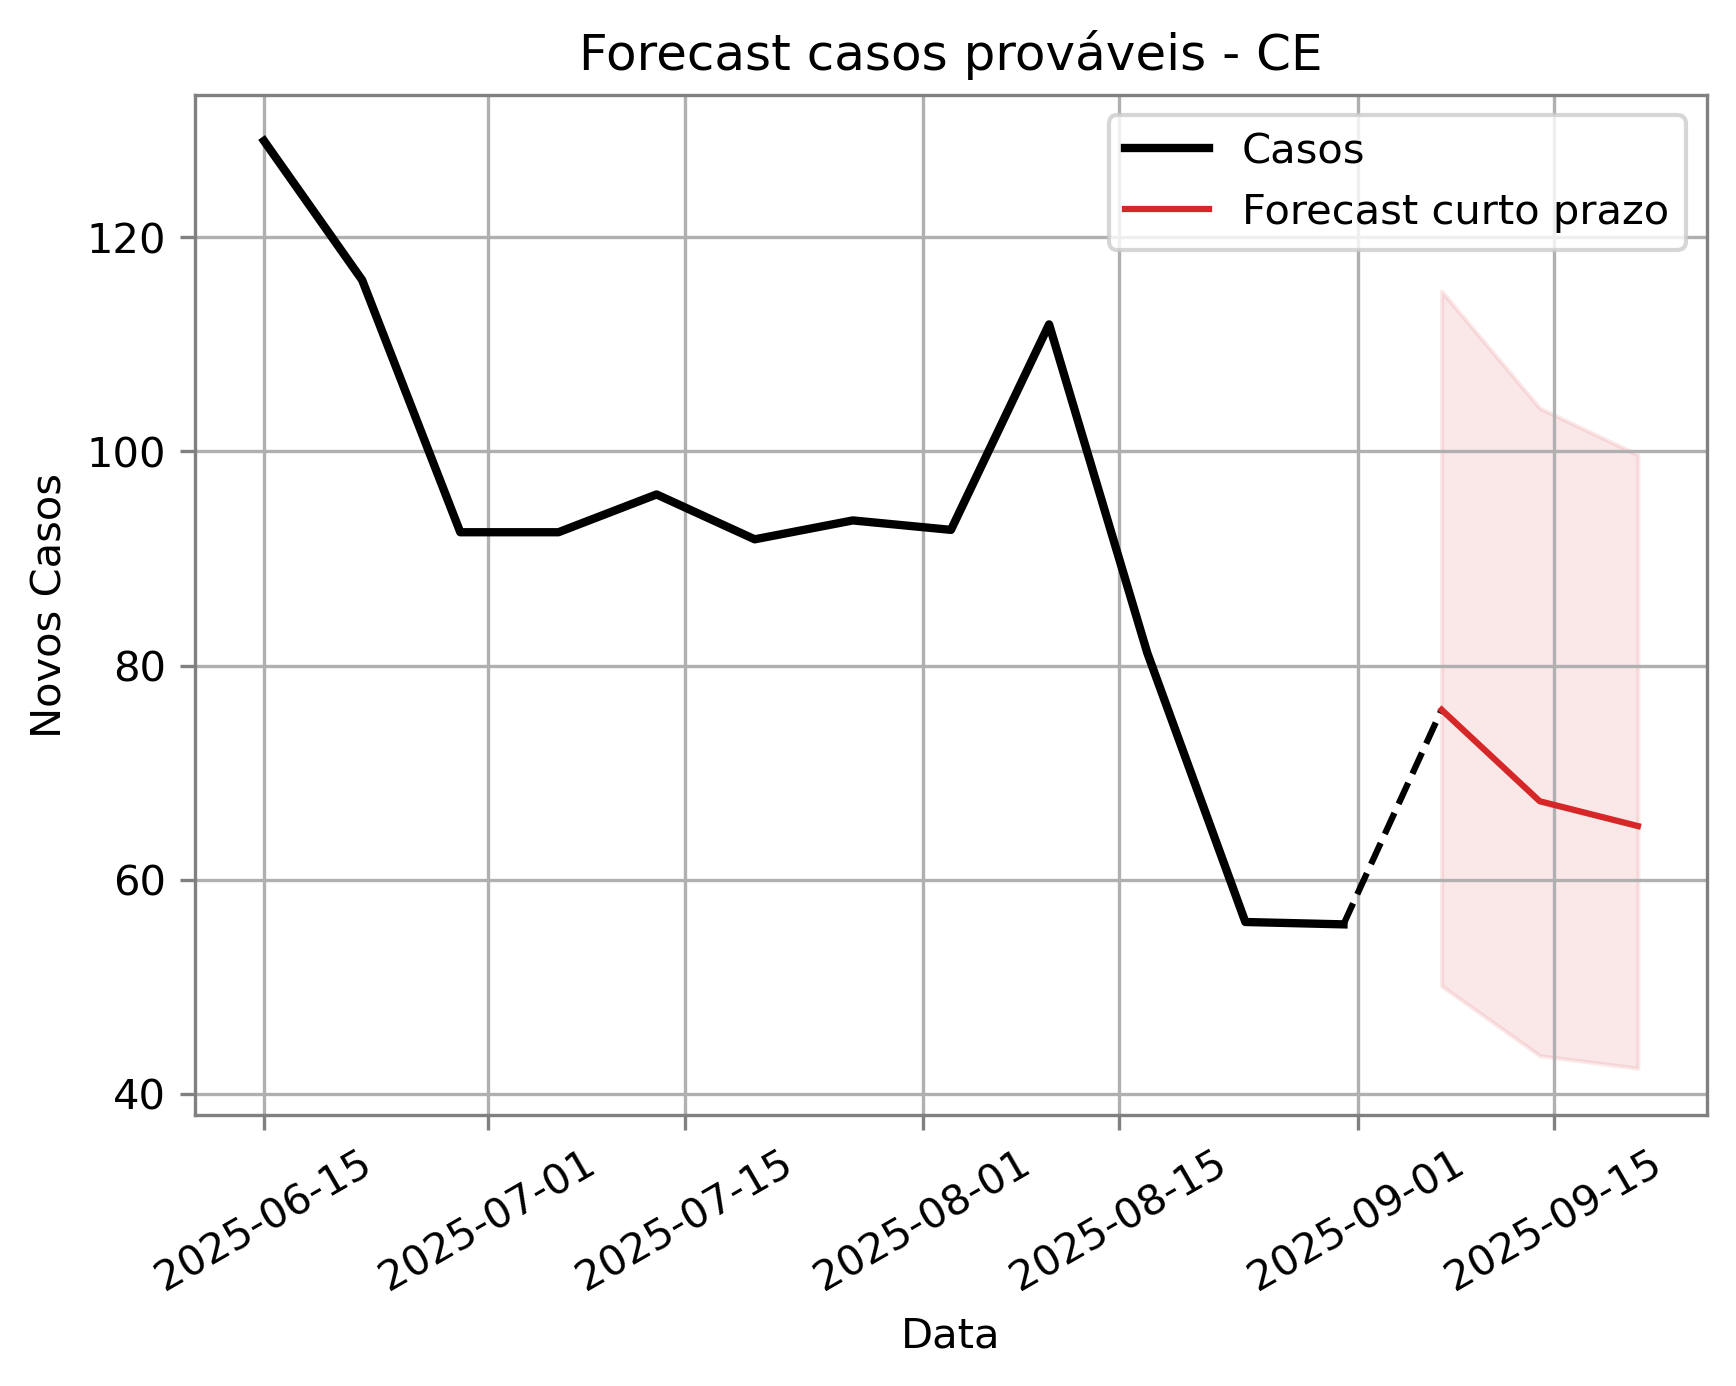 Forecast casos prováveis - CE
Casos
Forecast curto prazo
Novos Casos
120
100
80
60
40
2025-06-15
2025-07-01
2025-07-15
2025-08-01
2025-08-15
2025-09-01
2025-09-15
Data